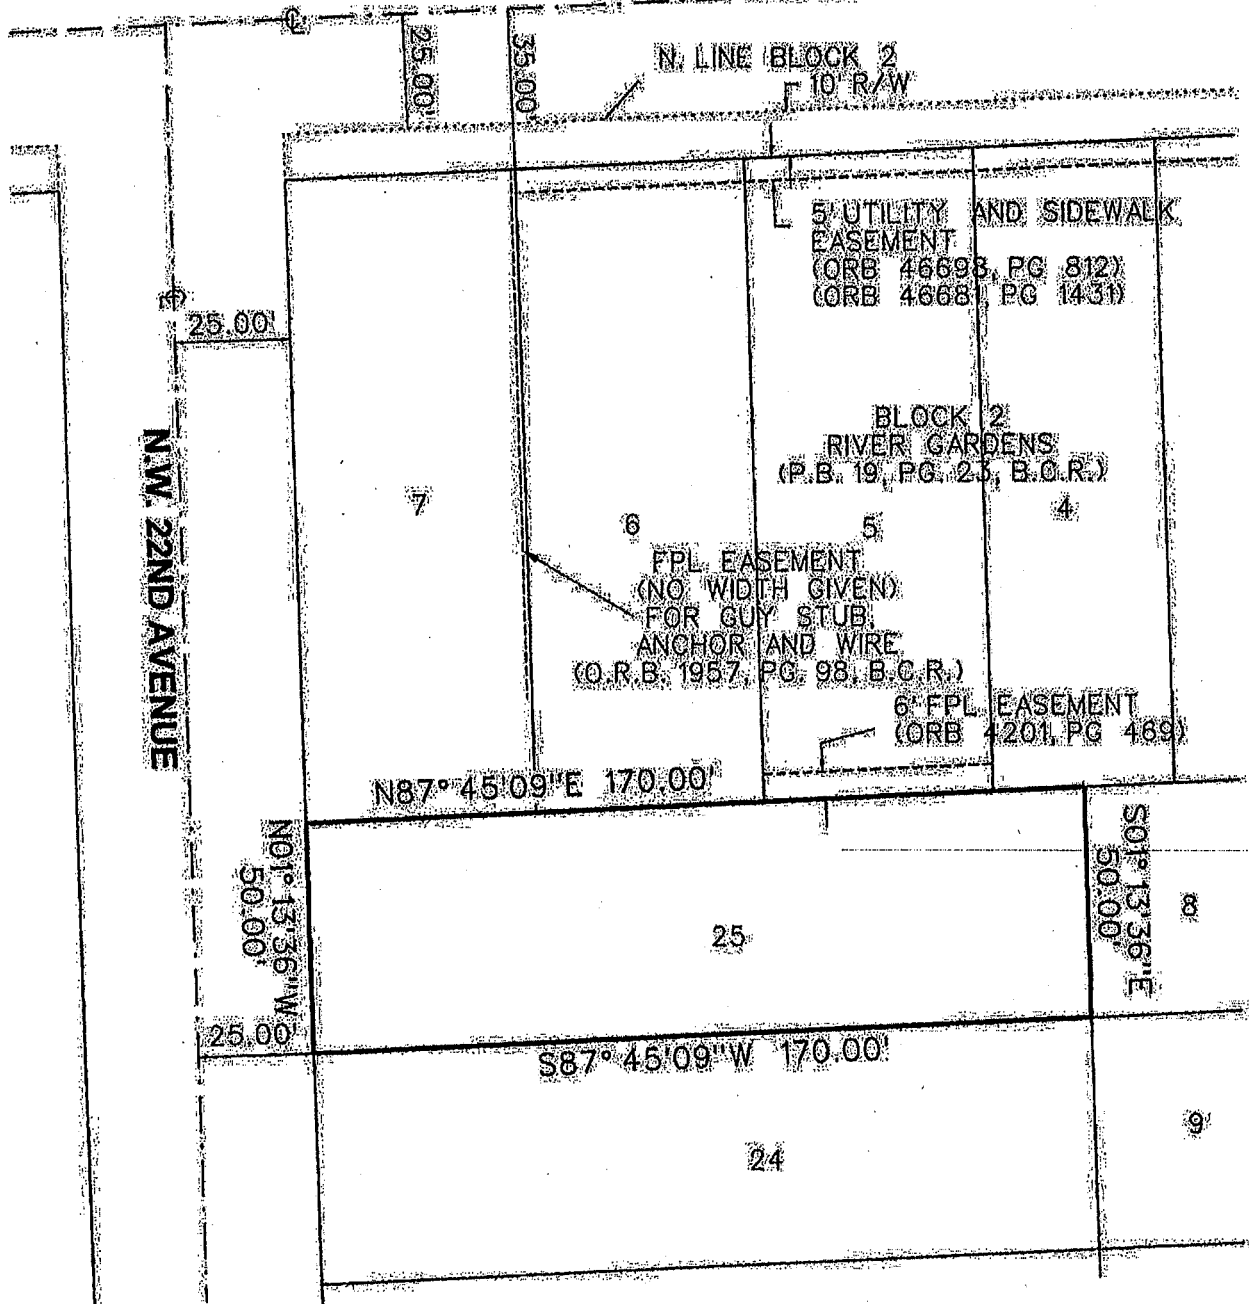 ℄
25.00'
35.00'
N. LINE BLOCK 2
10' R/W
5' UTILITY AND SIDEWALK
EASEMENT
(ORB 46698, PG 812)
(ORB 46681, PG 1431)
25.00'
BLOCK 2
RIVER GARDENS
(P.B. 19, PG. 23, B.C.R.)
N.W. 22ND AVENUE
7
6
5
4
FPL EASEMENT
(NO WIDTH GIVEN)
FOR GUY STUB,
ANCHOR AND WIRE
(O.R.B. 1957, PG. 98, B.C.R.)
6' FPL EASEMENT
(ORB 4201, PG 469)
N87°45'09"E 170.00'
N01°13'36"W
50.00'
S01°13'36"E
50.00'
25
8
25.00'
S87°45'09"W 170.00'
24
9